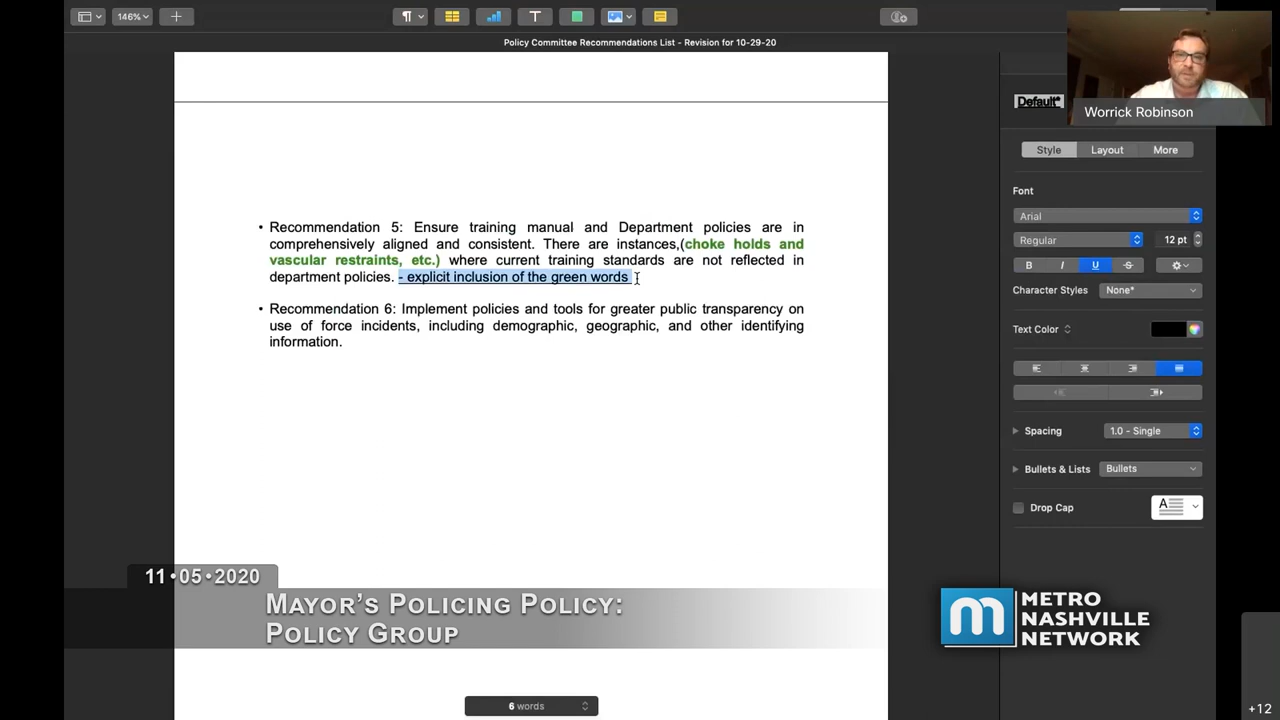 146%
Policy Committee Recommendations List - Revision for 10-29-20
Worrick Robinson
Default*
Style Layout More
Font
Arial
Regular 12 pt
B I U S
Character Styles None*
Text Color
Spacing 1.0 - Single
Bullets & Lists Bullets
Drop Cap
• Recommendation 5: Ensure training manual and Department policies are in
comprehensively aligned and consistent. There are instances,(choke holds and
vascular restraints, etc.) where current training standards are not reflected in
department policies. - explicit inclusion of the green words
• Recommendation 6: Implement policies and tools for greater public transparency on
use of force incidents, including demographic, geographic, and other identifying
information.
11•05•2020
MAYOR'S POLICING POLICY:
POLICY GROUP
m
METRO
NASHVILLE
NETWORK
6 words
+12